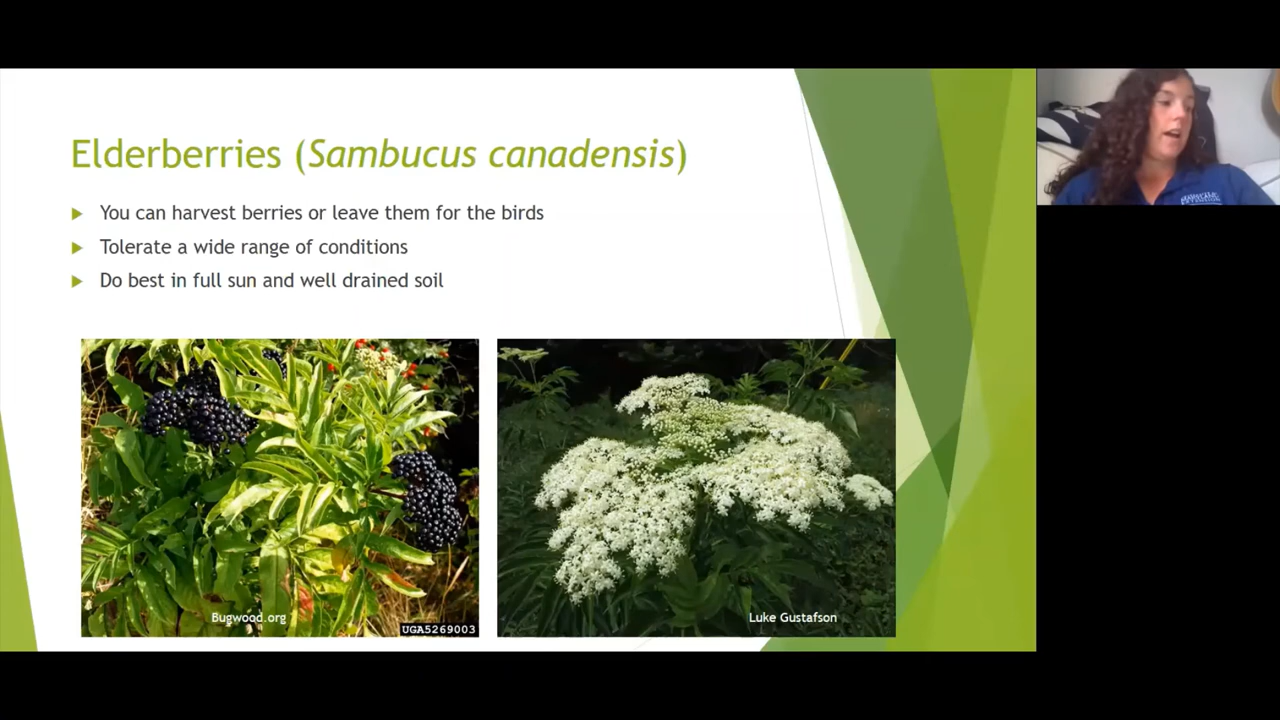 Elderberries (Sambucus canadensis)
You can harvest berries or leave them for the birds
Tolerate a wide range of conditions
Do best in full sun and well drained soil
Bugwood.org
UGA5269003
Luke Gustafson